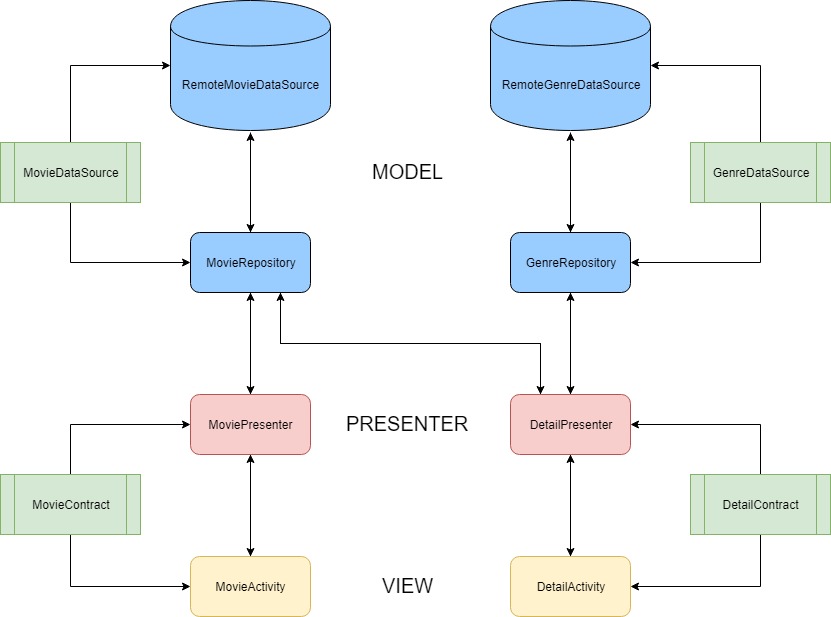 RemoteMovieDataSource
RemoteGenreDataSource
MovieDataSource
MODEL
GenreDataSource
MovieRepository
GenreRepository
MoviePresenter
PRESENTER
DetailPresenter
MovieContract
DetailContract
MovieActivity
VIEW
DetailActivity